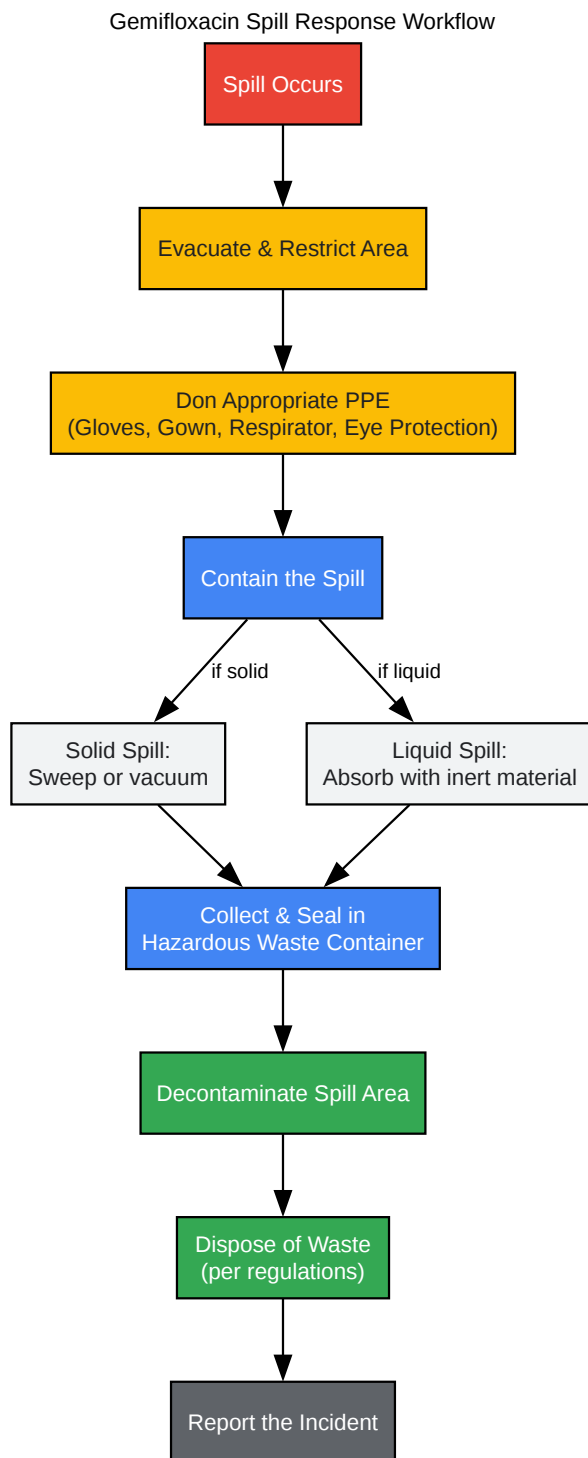 Gemifloxacin Spill Response Workflow
Spill Occurs
Evacuate & Restrict Area
Don Appropriate PPE
(Gloves, Gown, Respirator, Eye Protection)
Contain the Spill
if solid
if liquid
Solid Spill:
Sweep or vacuum
Liquid Spill:
Absorb with inert material
Collect & Seal in
Hazardous Waste Container
Decontaminate Spill Area
Dispose of Waste
(per regulations)
Report the Incident